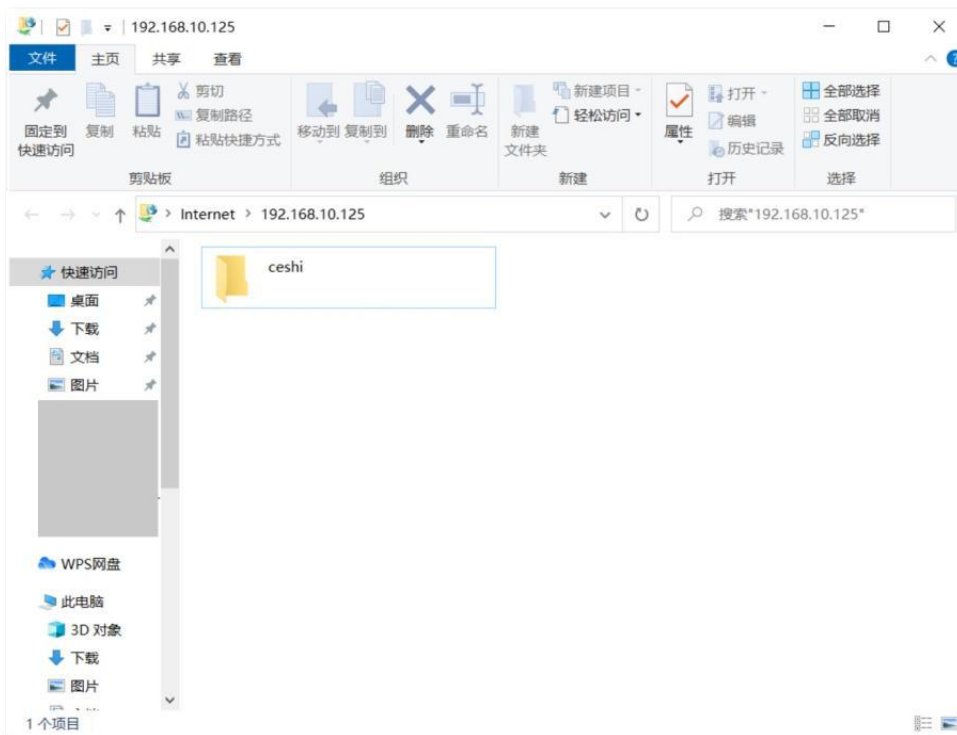 192.168.10.125
文件 主页 共享 查看
固定到快速访问
复制
粘贴
剪切
复制路径
粘贴快捷方式
剪贴板
移动到
复制到
删除
重命名
组织
新建文件夹
新建项目
轻松访问
新建
属性
打开
编辑
历史记录
打开
全部选择
全部取消
反向选择
选择
Internet > 192.168.10.125
搜索"192.168.10.125"
快速访问
桌面
下载
文档
图片
WPS网盘
此电脑
3D 对象
下载
图片
ceshi
1 个项目